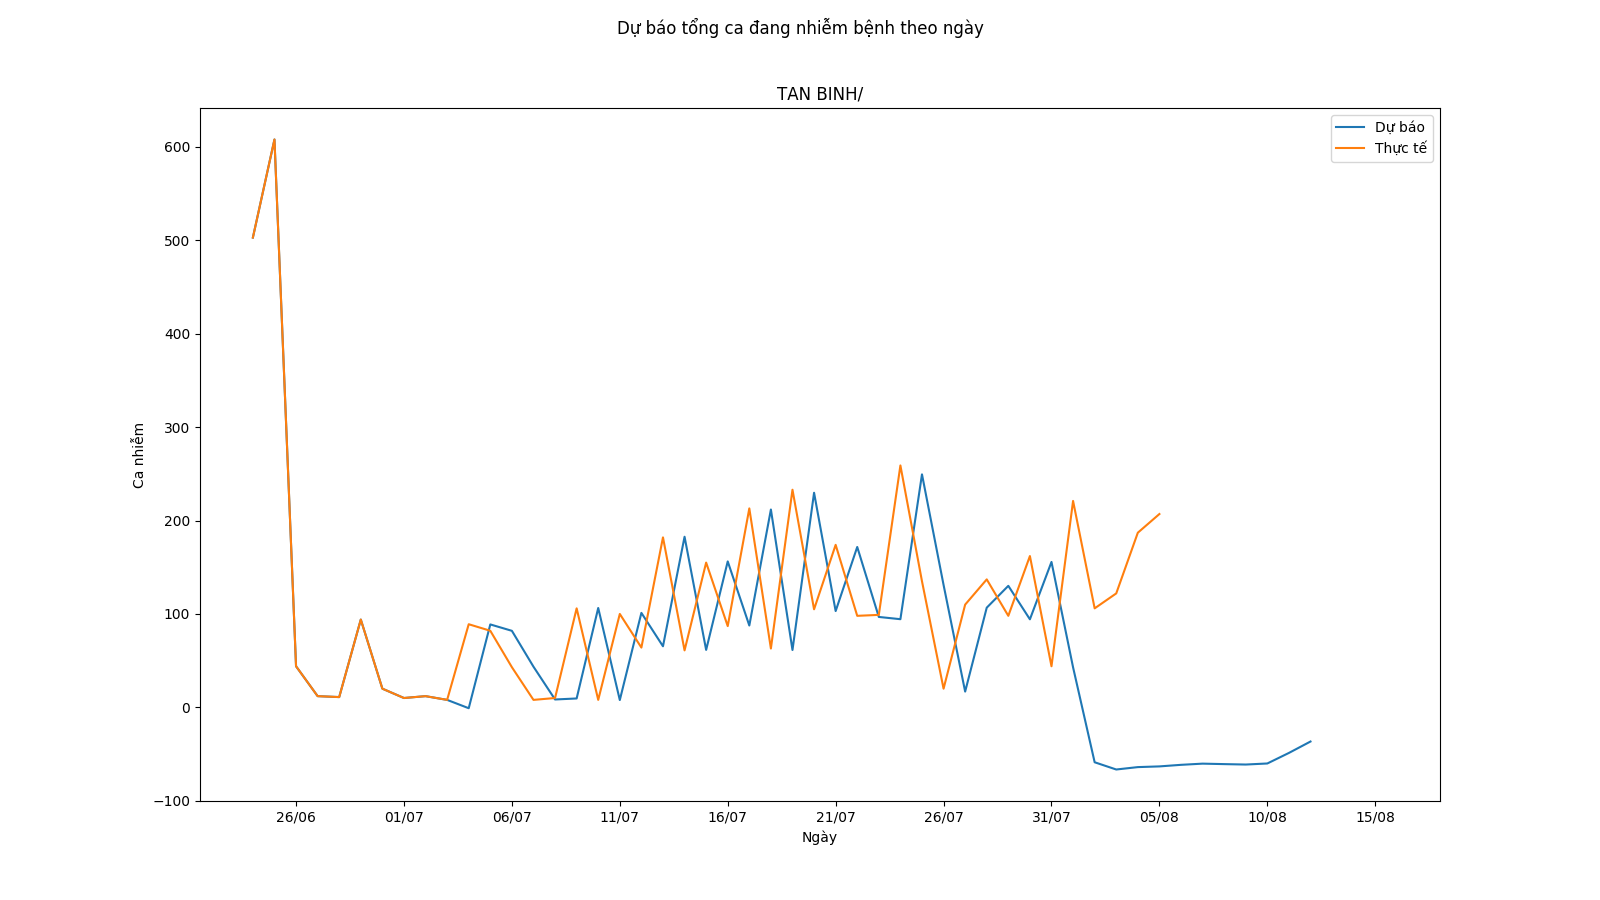 Dự báo tổng ca đang nhiễm bệnh theo ngày
TAN BINH/
Dự báo
Thực tế
600
500
400
300
200
100
0
−100
Ca nhiễm
26/06 01/07 06/07 11/07 16/07 21/07 26/07 31/07 05/08 10/08 15/08
Ngày